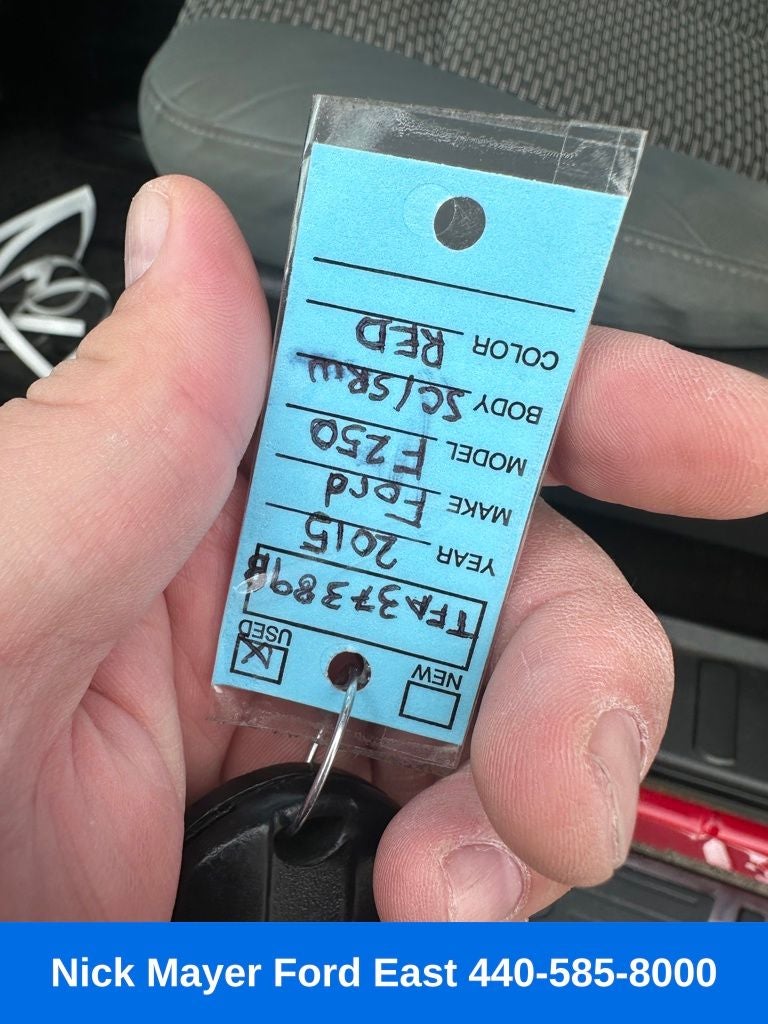 NEW
USED
TFA37389B
YEAR 2015
MAKE Ford
MODEL F250
BODY SC/SRW
COLOR RED
Nick Mayer Ford East 440-585-8000